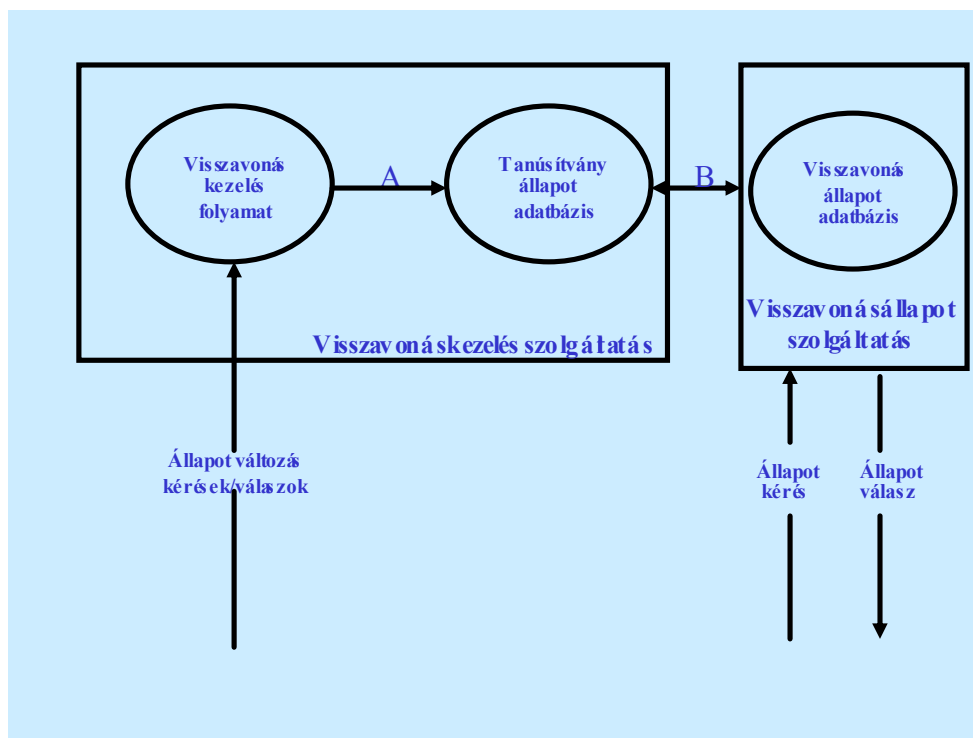 Visszavonás
kezelés
folyamat
A
Tanúsítvány
állapot
adatbázis
B
Visszavonás
állapot
adatbázis
Visszavonáskezelés szolgáltatás
Visszavonásállapot
szolgáltatás
Állapot változás
kérések/válaszok
Állapot
kérés
Állapot
válasz